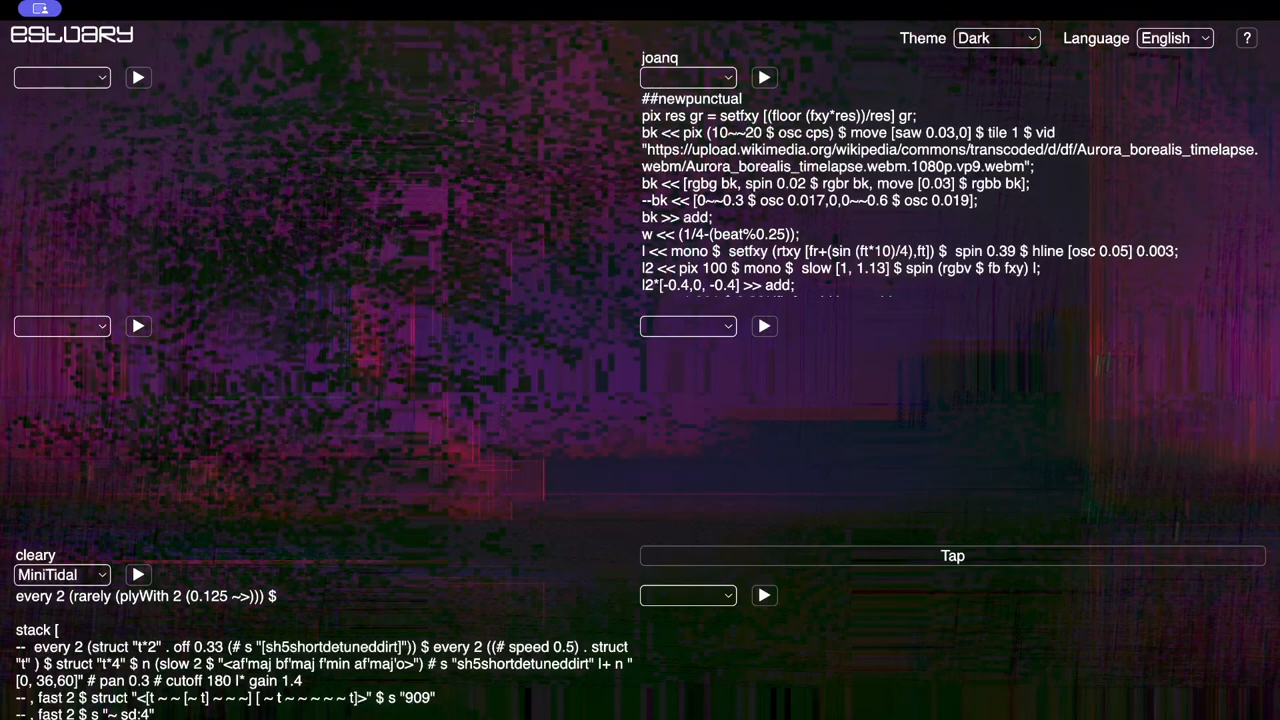 estuary
Theme Dark Language English ?
joanq
##newpunctual
pix res gr = setfxy [(floor (fxy*res))/res] gr;
bk << pix (10~~20 $ osc cps) $ move [saw 0.03,0] $ tile 1 $ vid
"https://upload.wikimedia.org/wikipedia/commons/transcoded/d/df/Aurora_borealis_timelapse.
webm/Aurora_borealis_timelapse.webm.1080p.vp9.webm";
bk << [rgbg bk, spin 0.02 $ rgbr bk, move [0.03] $ rgbb bk];
--bk << [0~~0.3 $ osc 0.017,0,0~~0.6 $ osc 0.019];
bk >> add;
w << (1/4-(beat%0.25));
l << mono $  setfxy (rtxy [fr+(sin (ft*10)/4),ft]) $  spin 0.39 $ hline [osc 0.05] 0.003;
l2 << pix 100 $ mono $  slow [1, 1.13] $ spin (rgbv $ fb fxy) l;
l2*[-0.4,0, -0.4] >> add;
cleary
MiniTidal
Tap
every 2 (rarely (plyWith 2 (0.125 ~>))) $
stack [
--  every 2 (struct "t*2" . off 0.33 (# s "[sh5shortdetuneddirt]")) $ every 2 ((# speed 0.5) . struct
"t" ) $ struct "t*4" $ n (slow 2 $ "<af'maj bf'maj f'min af'maj'o>") # s "sh5shortdetuneddirt" |+ n "
[0, 36,60]" # pan 0.3 # cutoff 180 |* gain 1.4
-- , fast 2 $ struct "<[t ~ ~ [~ t] ~ ~ ~] [ ~ t ~ ~ ~ ~ ~ t]>" $ s "909"
-- , fast 2 $ s "~ sd:4"